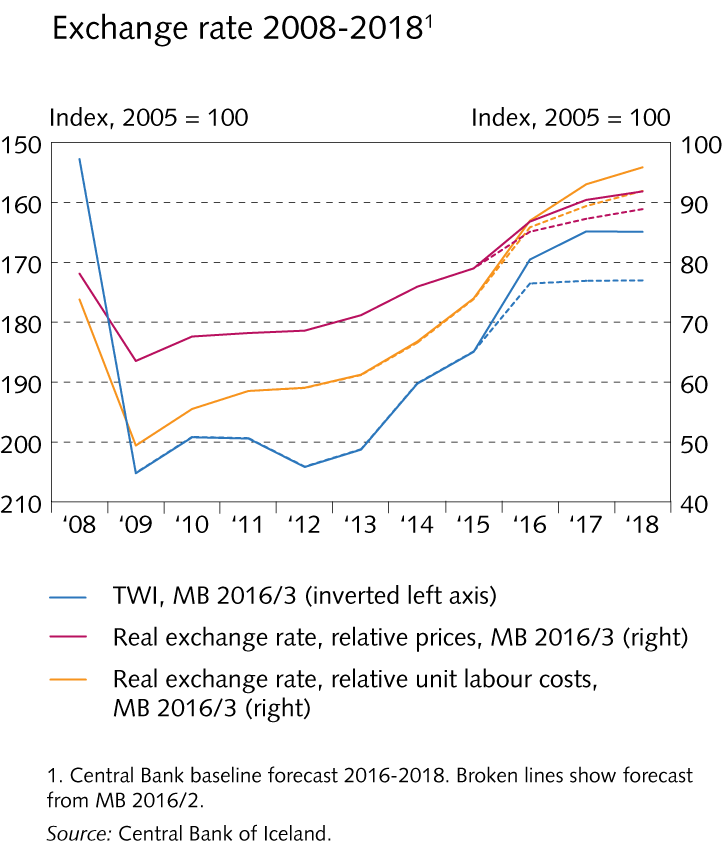 Exchange rate 2008-2018¹
Index, 2005 = 100 Index, 2005 = 100
150 100
160 90
170 80
180 70
190 60
200 50
210 40
‘08 ‘09 ‘10 ‘11 ‘12 ‘13 ‘14 ‘15 ‘16 ‘17 ‘18
TWI, MB 2016/3 (inverted left axis)
Real exchange rate, relative prices, MB 2016/3 (right)
Real exchange rate, relative unit labour costs,
MB 2016/3 (right)
1. Central Bank baseline forecast 2016-2018. Broken lines show forecast
from MB 2016/2.
Source: Central Bank of Iceland.